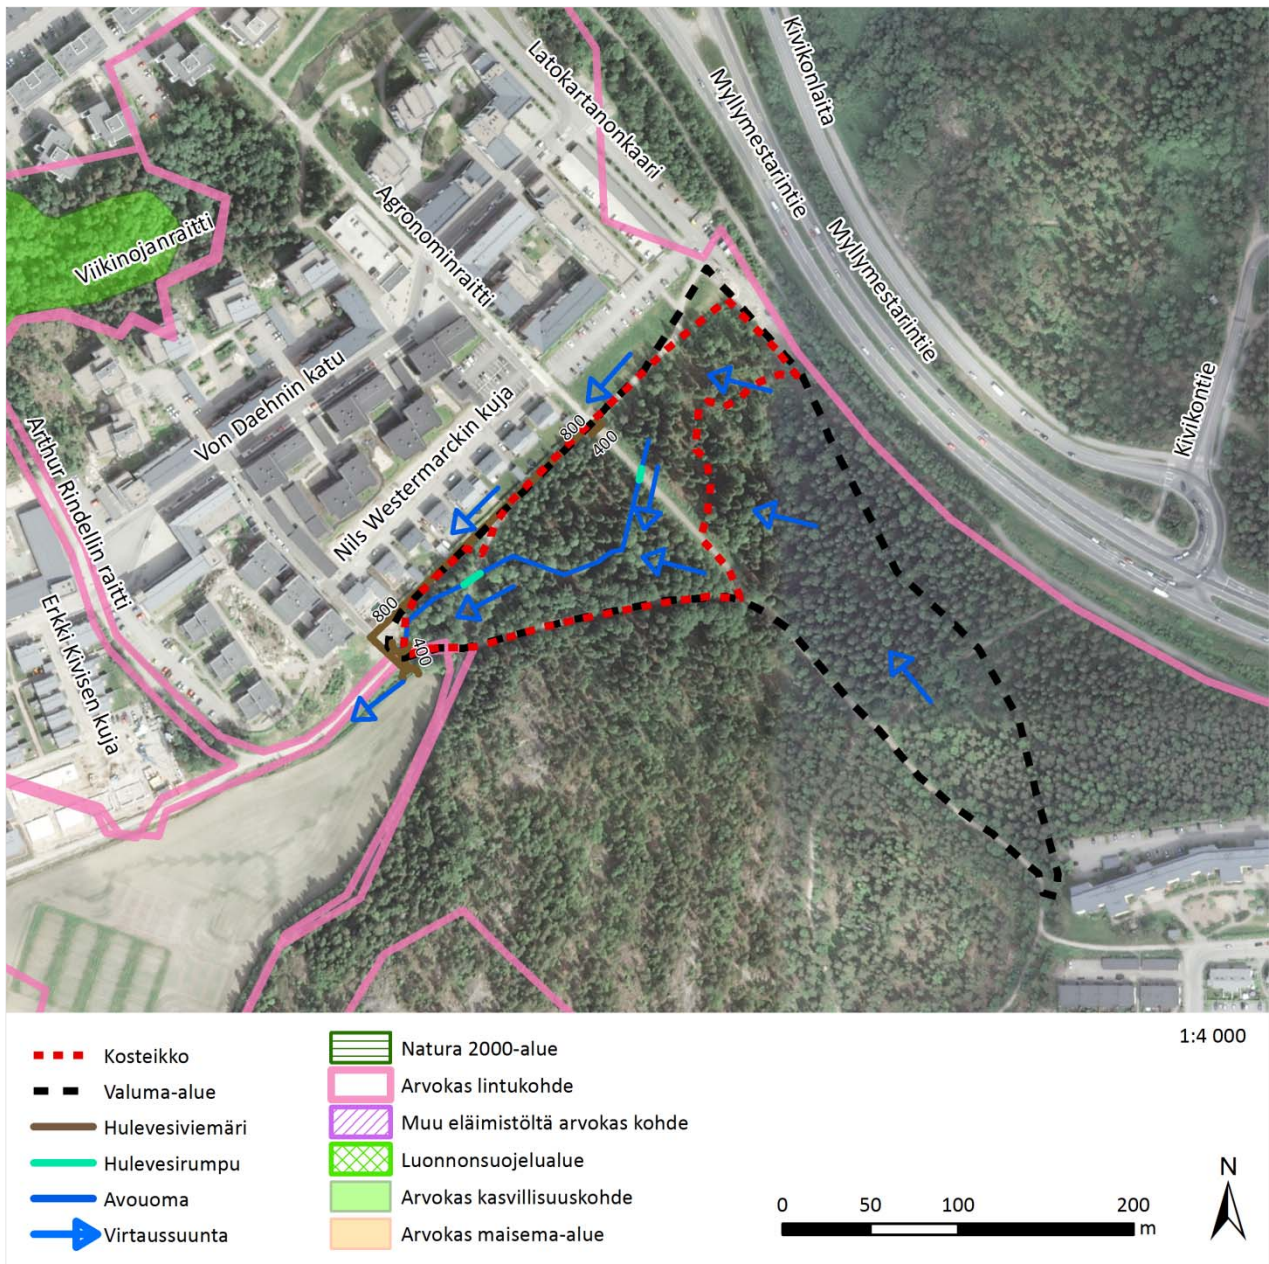 Kivikonlaita
Latokartanonkaari
Myllymestarintie
Agronominraitti
Viikinojanraitti
Myllymestarintie
Von Daehnin katu
Kivikontie
Nils Westermarckin kuja
Arthur Rindellin raitti
800
400
Erkki Kivisen kuja
800
400
1:4 000
Kosteikko
Valuma-alue
Hulevesiviemäri
Hulevesirumpu
Avouoma
Virtaussuunta
Natura 2000-alue
Arvokas lintukohde
Muu eläimistöltä arvokas kohde
Luonnonsuojelualue
Arvokas kasvillisuuskohde
Arvokas maisema-alue
0 50 100 200
m
N